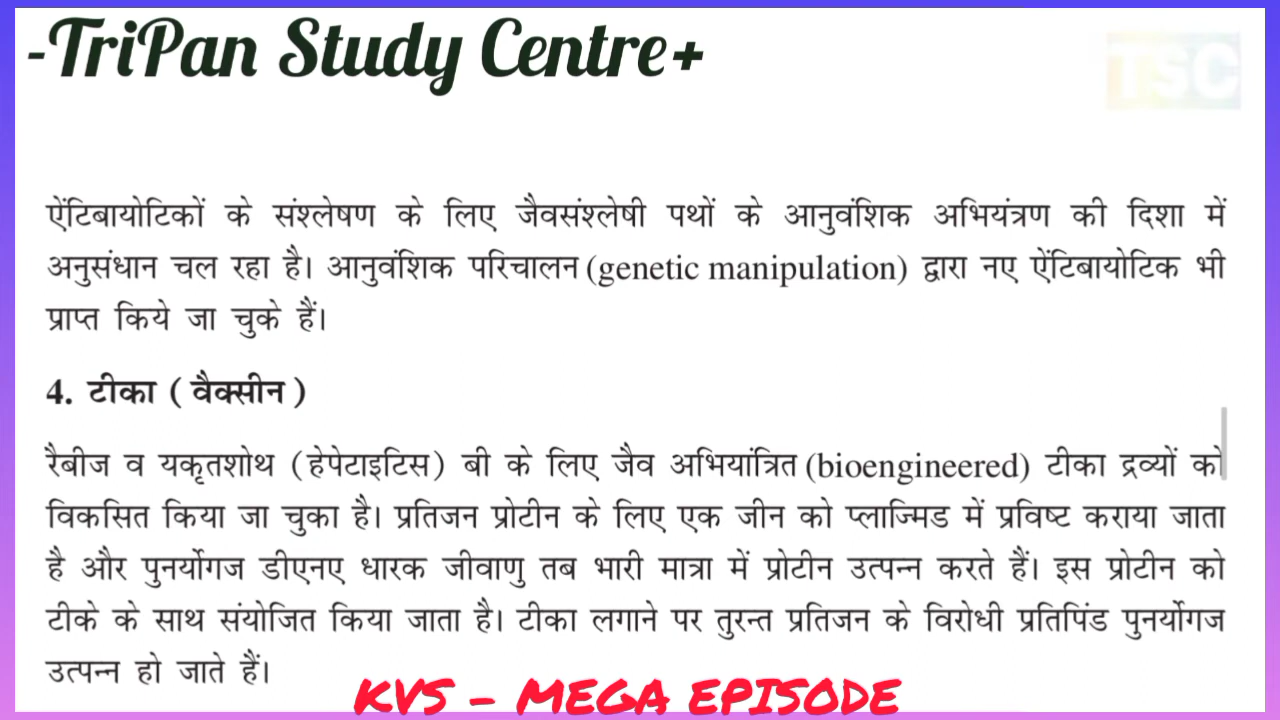 -TriPan Study Centre+
TSC
ऐंटिबायोटिकों के संश्लेषण के लिए जैवसंश्लेषी पथों के आनुवंशिक अभियंत्रण की दिशा में
अनुसंधान चल रहा है। आनुवंशिक परिचालन (genetic manipulation) द्वारा नए ऐंटिबायोटिक भी
प्राप्त किये जा चुके हैं।
4. टीका ( वैक्सीन )
रैबीज व यकृतशोथ (हेपेटाइटिस) बी के लिए जैव अभियांत्रित (bioengineered) टीका द्रव्यों को
विकसित किया जा चुका है। प्रतिजन प्रोटीन के लिए एक जीन को प्लाज्मिड में प्रविष्ट कराया जाता
है और पुनर्योगज डीएनए धारक जीवाणु तब भारी मात्रा में प्रोटीन उत्पन्न करते हैं। इस प्रोटीन को
टीके के साथ संयोजित किया जाता है। टीका लगाने पर तुरन्त प्रतिजन के विरोधी प्रतिपिंड पुनर्योगज
उत्पन्न हो जाते हैं।
KVS - MEGA EPISODE